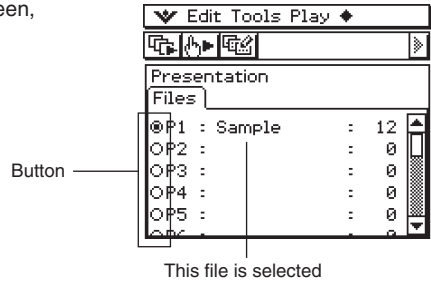 een,
Edit Tools Play ◆
Presentation
Files
P1 : Sample : 12
P2 : : 0
P3 : : 0
P4 : : 0
P5 : : 0
Button
This file is selected